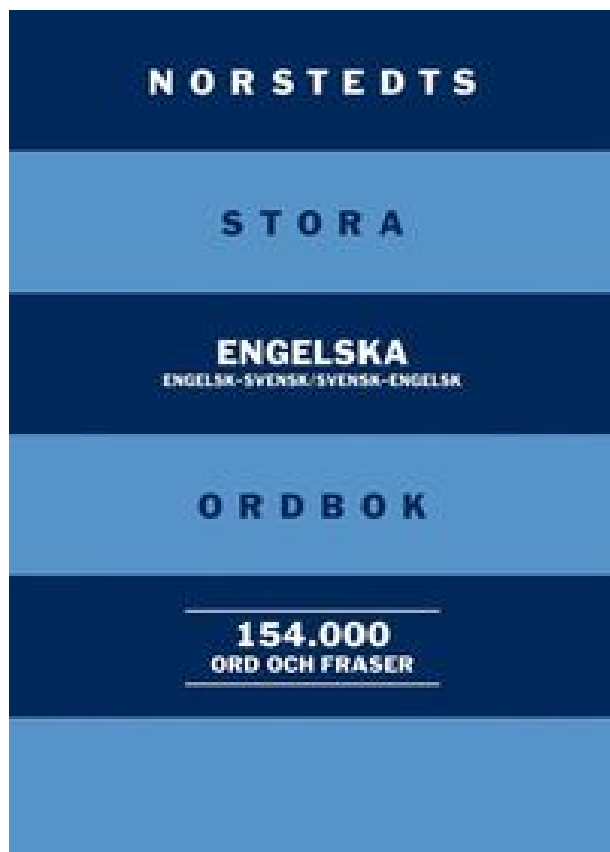 NORSTEDTS
STORA
ENGELSKA
ENGELSK-SVENSK/SVENSK-ENGELSK
ORDBOK
154.000
ORD OCH FRASER